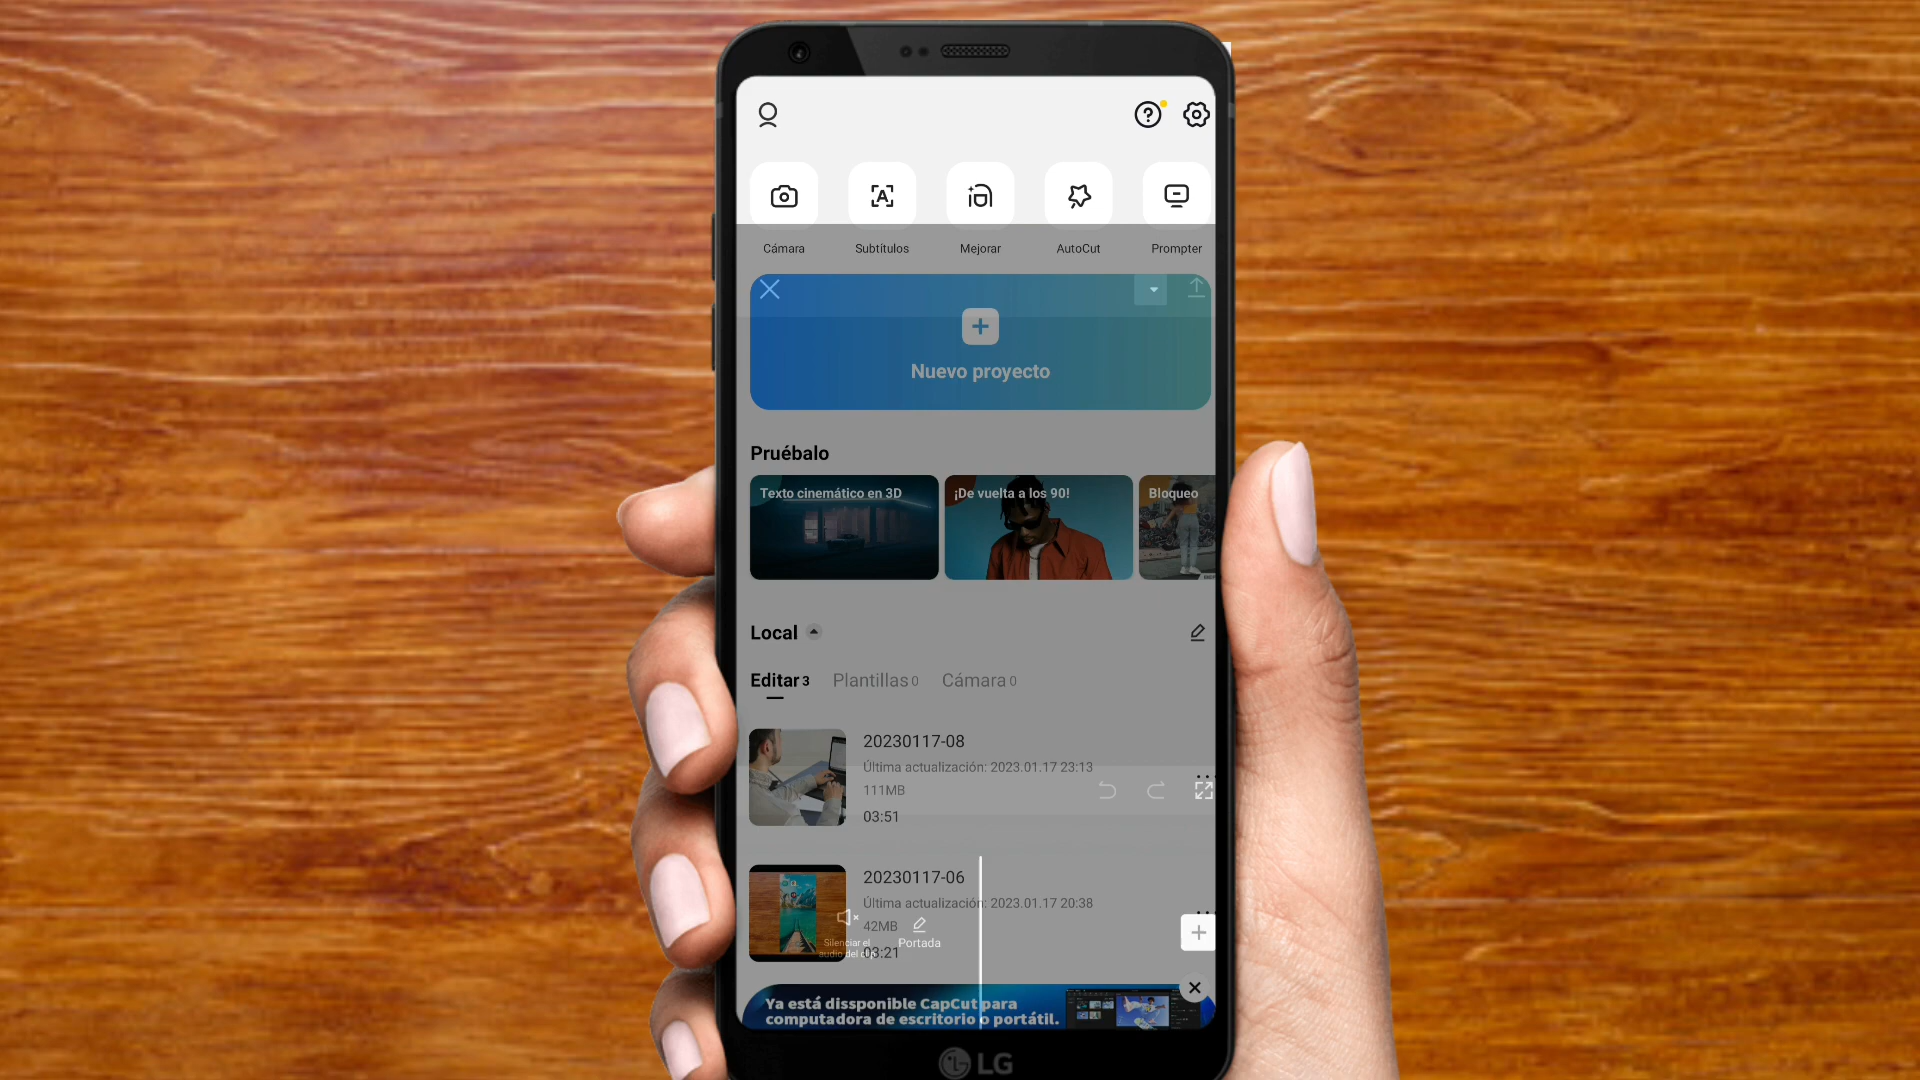 Cámara
Subtítulos
Mejorar
AutoCut
Prompter
Nuevo proyecto
Pruébalo
Texto cinemático en 3D
¡De vuelta a los 90!
Bloqueo
Local
Editar 3
Plantillas 0
Cámara 0
20230117-08
Última actualización: 2023.01.17 23:13
111MB
03:51
20230117-06
Última actualización: 2023.01.17 20:38
42MB
Portada
Silenciar el
audio del clip
03:21
Ya está dissponible CapCut para
computadora de escritorio o portátil.
LG